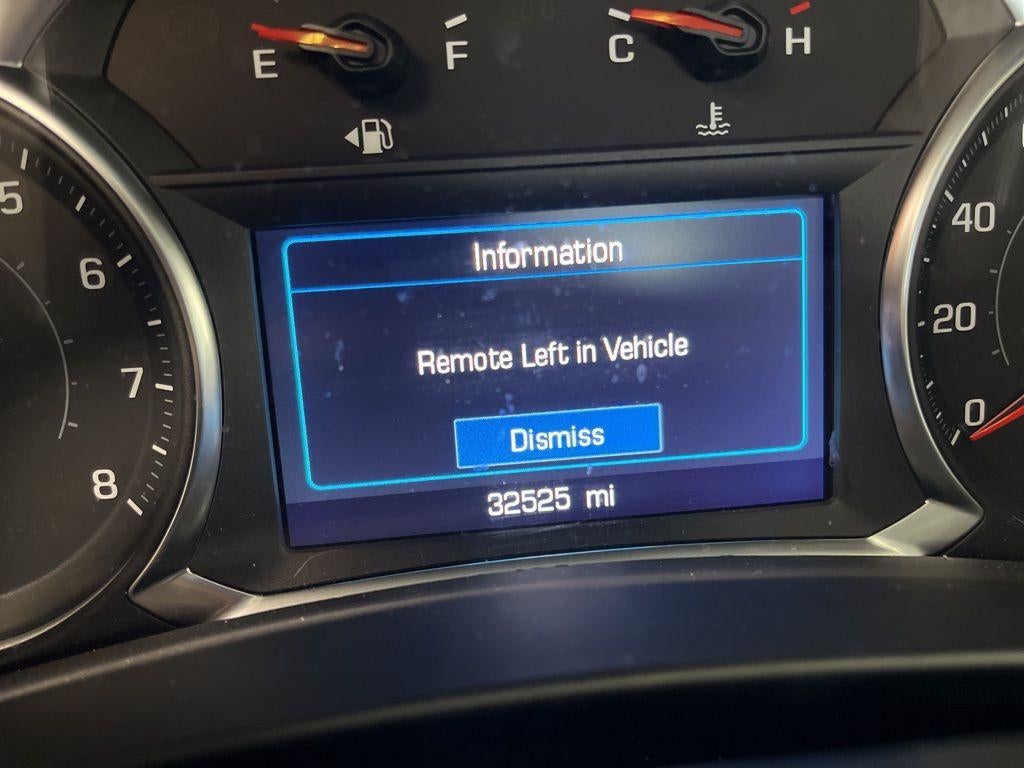 E F C H
5
6
7
8
Information
Remote Left in Vehicle
Dismiss
32525 mi
40
20
0